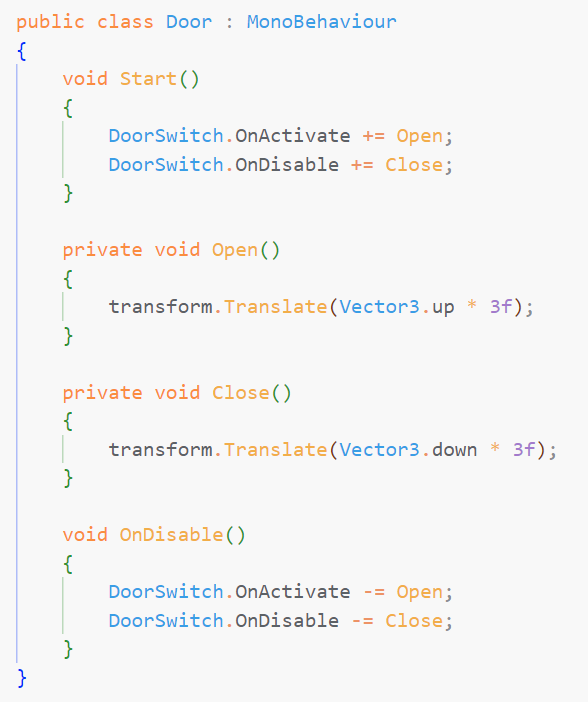 public class Door : MonoBehaviour
{
    void Start()
    {
        DoorSwitch.OnActivate += Open;
        DoorSwitch.OnDisable += Close;
    }

    private void Open()
    {
        transform.Translate(Vector3.up * 3f);
    }

    private void Close()
    {
        transform.Translate(Vector3.down * 3f);
    }

    void OnDisable()
    {
        DoorSwitch.OnActivate -= Open;
        DoorSwitch.OnDisable -= Close;
    }
}